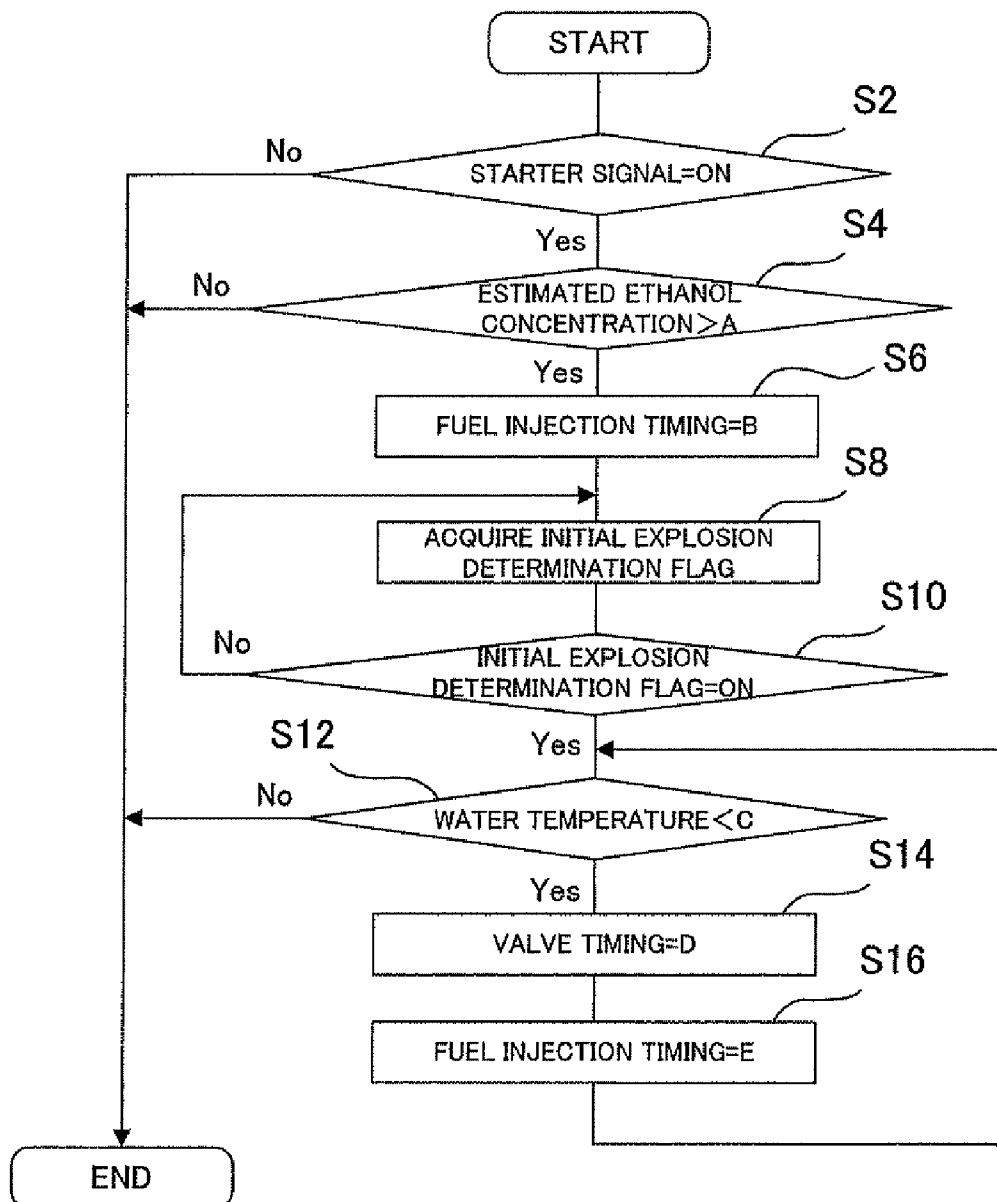 START
S2
No
STARTER SIGNAL=ON
Yes
S4
No
ESTIMATED ETHANOL
CONCENTRATION>A
Yes
S6
FUEL INJECTION TIMING=B
S8
ACQUIRE INITIAL EXPLOSION
DETERMINATION FLAG
S10
No
INITIAL EXPLOSION
DETERMINATION FLAG=ON
Yes
S12
No
WATER TEMPERATURE<C
Yes
S14
VALVE TIMING=D
S16
FUEL INJECTION TIMING=E
END